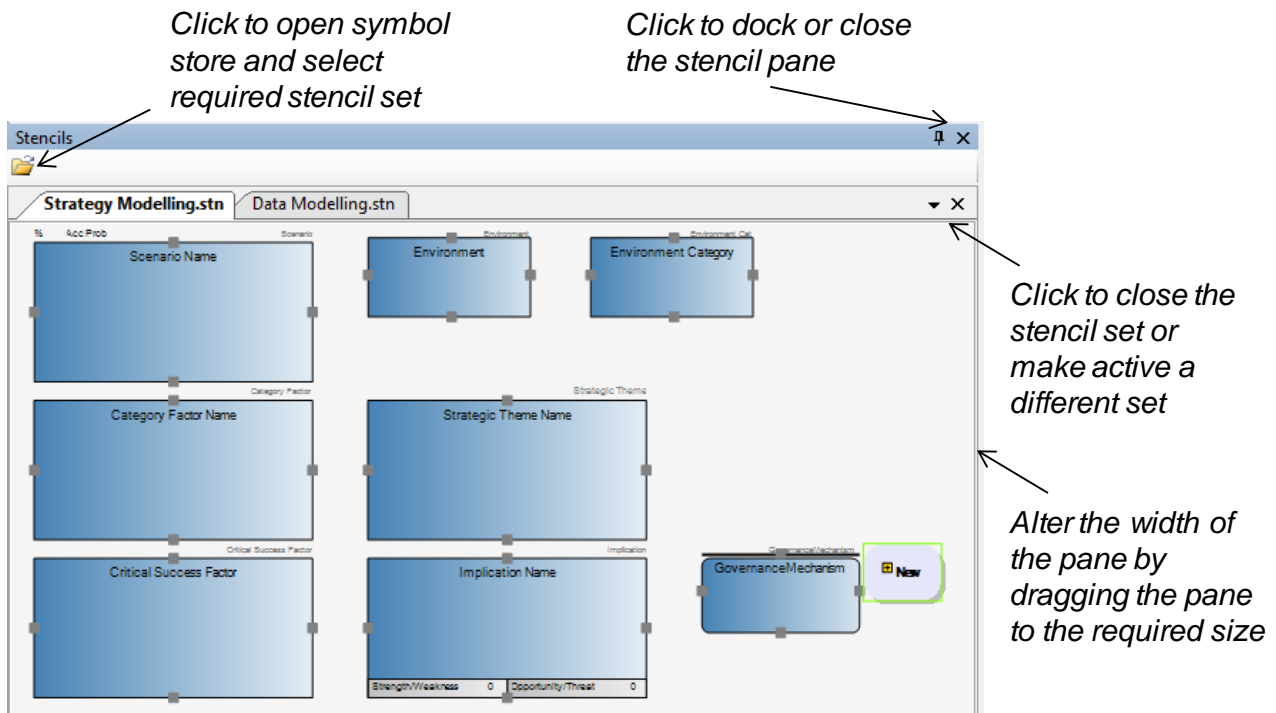 Click to open symbol
store and select
required stencil set
Click to dock or close
the stencil pane
Stencils
Strategy Modelling.stn
Data Modelling.stn
% Acc Prob
Scenario
Scenario Name
Environment
Environment
Environment Cat
Environment Category
Click to close the
stencil set or
make active a
different set
Category Factor
Category Factor Name
Strategic Theme
Strategic Theme Name
Alter the width of
the pane by
dragging the pane
to the required size
Critical Success Factor
Critical Success Factor
Implication
Implication Name
Strength/Weakness 0 Opportunity/Threat 0
GovernanceMechanism
GovernanceMechanism
New